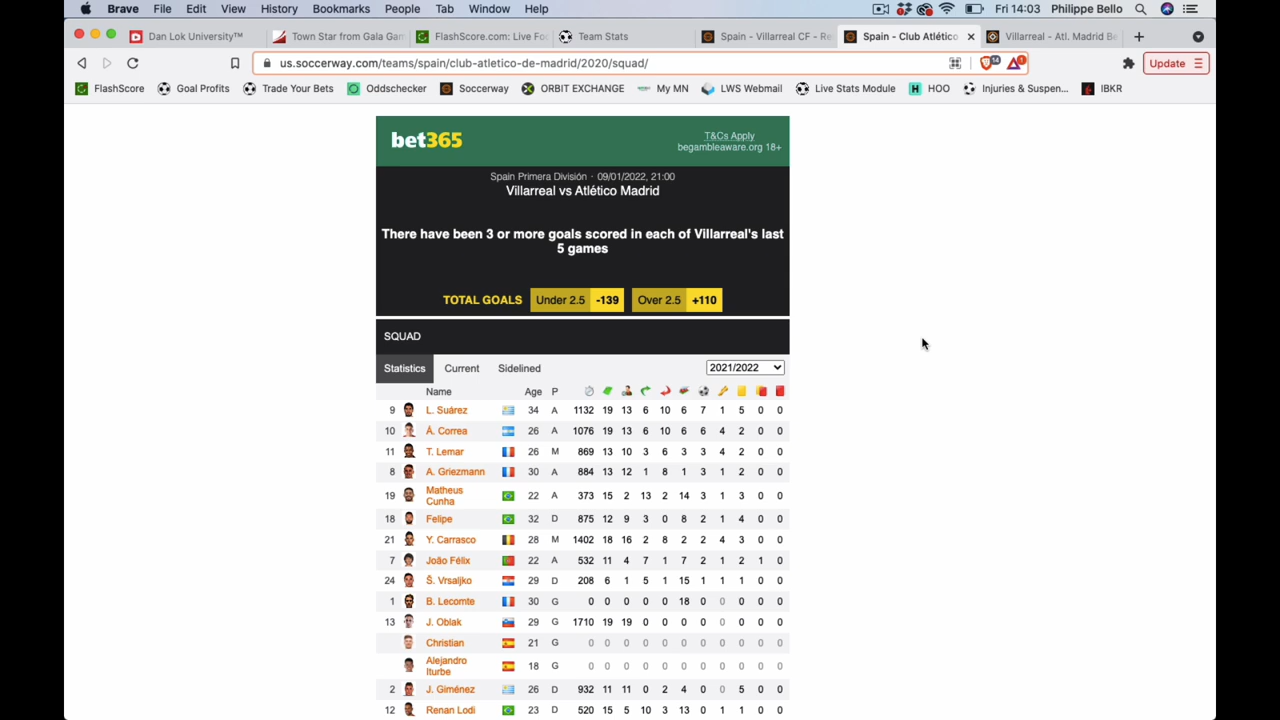 Brave File Edit View History Bookmarks People Tab Window Help Fri 14:03 Philippe Bello
Dan Lok University™ Town Star from Gala Gam FlashScore.com: Live Fo Team Stats Spain - Villarreal CF - Re Spain - Club Atlético Villarreal - Atl. Madrid Be
us.soccerway.com/teams/spain/club-atletico-de-madrid/2020/squad/ 14 1 Update
FlashScore Goal Profits Trade Your Bets Oddschecker Soccerway ORBIT EXCHANGE My MN LWS Webmail Live Stats Module HOO Injuries & Suspen... IBKR
bet365 T&Cs Apply
begambleaware.org 18+
Spain Primera División · 09/01/2022, 21:00
Villarreal vs Atlético Madrid
There have been 3 or more goals scored in each of Villarreal's last
5 games
TOTAL GOALS Under 2.5 -139 Over 2.5 +110
SQUAD
Statistics Current Sidelined 2021/2022
Name Age P
9 L. Suárez 34 A 1132 19 13 6 10 6 7 1 5 0 0
10 Á. Correa 26 A 1076 19 13 6 10 6 6 4 2 0 0
11 T. Lemar 26 M 869 13 10 3 6 3 3 4 2 0 0
8 A. Griezmann 30 A 884 13 12 1 8 1 3 1 2 0 0
19 Matheus Cunha 22 A 373 15 2 13 2 14 3 1 3 0 0
18 Felipe 32 D 875 12 9 3 0 8 2 1 4 0 0
21 Y. Carrasco 28 M 1402 18 16 2 8 2 2 4 3 0 0
7 João Félix 22 A 532 11 4 7 1 7 2 1 2 1 0
24 Š. Vrsaljko 29 D 208 6 1 5 1 15 1 1 1 0 0
1 B. Lecomte 30 G 0 0 0 0 0 18 0 0 0 0 0
13 J. Oblak 29 G 1710 19 19 0 0 0 0 0 0 0 0
Christian 21 G 0 0 0 0 0 0 0 0 0 0 0
Alejandro Iturbe 18 G 0 0 0 0 0 0 0 0 0 0 0
2 J. Giménez 26 D 932 11 11 0 2 4 0 0 5 0 0
12 Renan Lodi 23 D 520 15 5 10 3 13 0 1 1 0 0